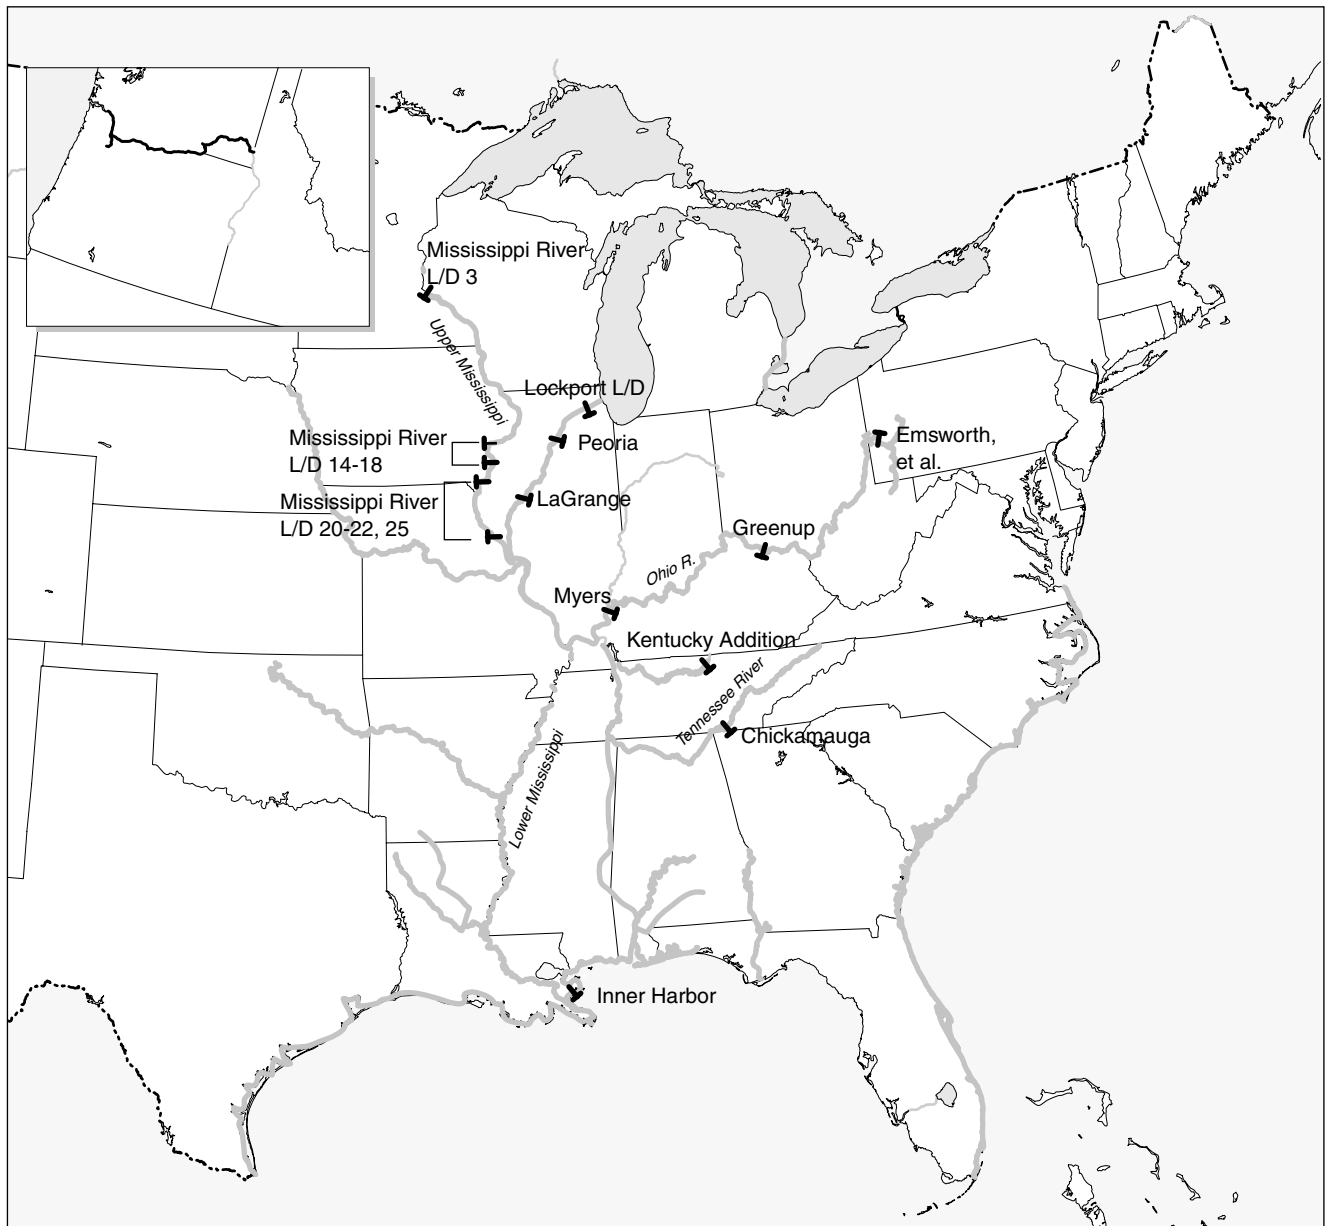 Mississippi River
L/D 3
Upper Mississippi
Lockport L/D
Mississippi River
L/D 14-18
Peoria
Emsworth,
et al.
Mississippi River
L/D 20-22, 25
LaGrange
Greenup
Ohio R.
Myers
Kentucky Addition
Tennessee River
Chickamauga
Lower Mississippi
Inner Harbor